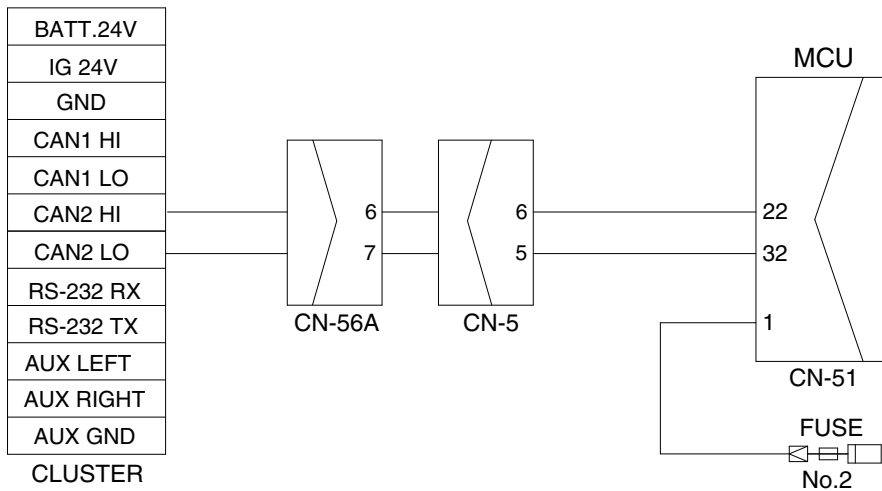 BATT.24V
IG 24V
GND
CAN1 HI
CAN1 LO
CAN2 HI
CAN2 LO
RS-232 RX
RS-232 TX
AUX LEFT
AUX RIGHT
AUX GND
CLUSTER
6
7
CN-56A
6
5
CN-5
MCU
22
32
1
CN-51
FUSE
No.2